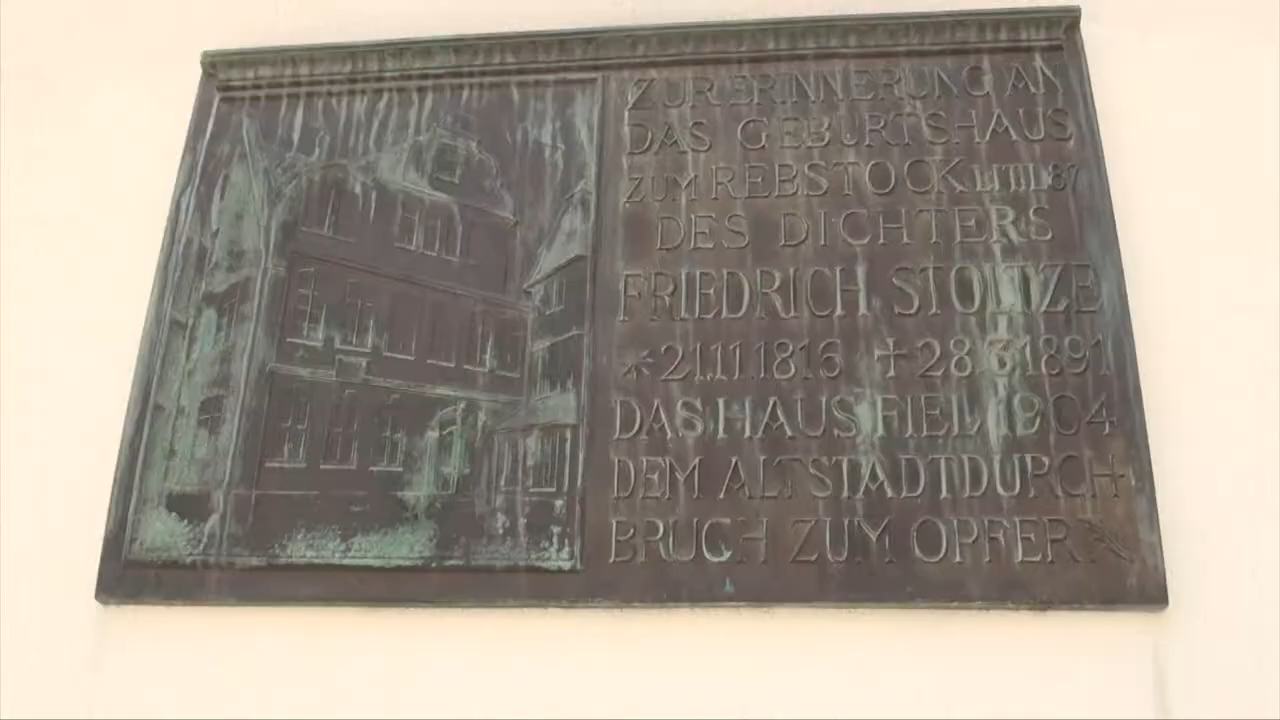 ZUR ERINNERUNG AN
DAS GEBURTSHAUS
ZUM REBSTOCK LIT.L 87
DES DICHTERS
FRIEDRICH STOLTZE
* 21.11.1816 + 28.3.1891
DAS HAUS FIEL 1904
DEM ALTSTADTDURCH
BRUCH ZUM OPFER